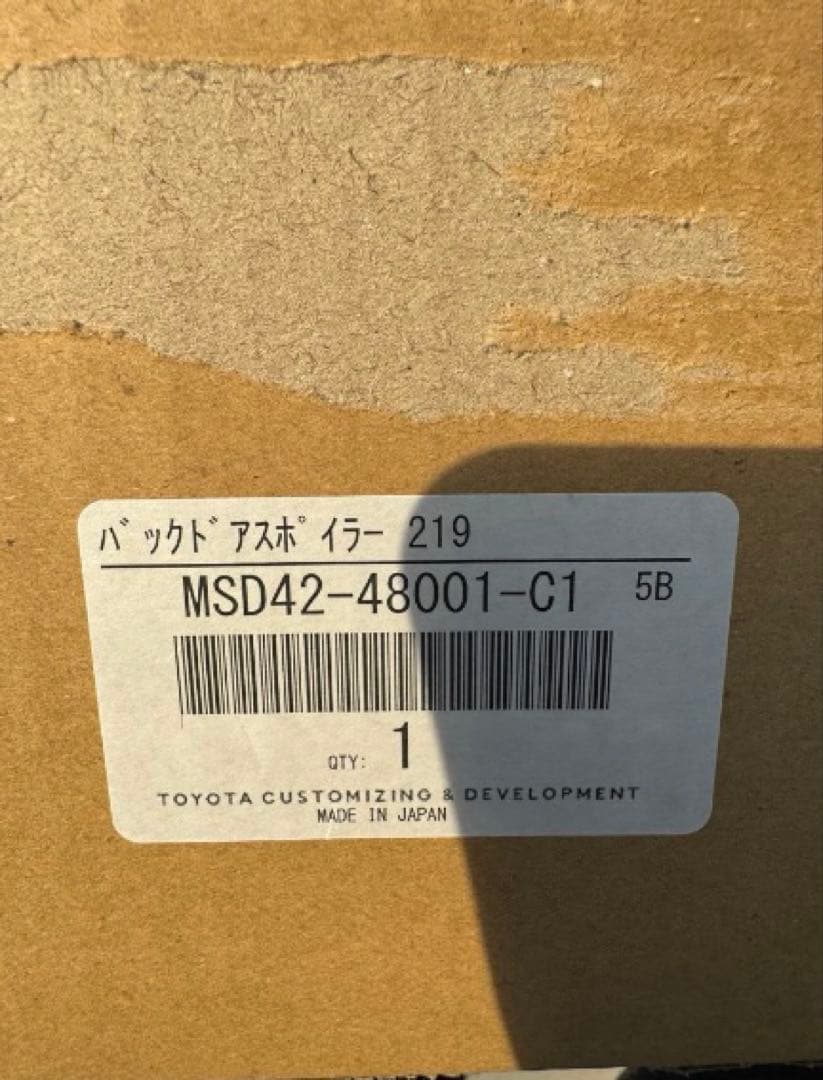 バックドアスポイラー 219
MSD42-48001-C1 5B
QTY: 1
TOYOTA CUSTOMIZING & DEVELOPMENT
MADE IN JAPAN